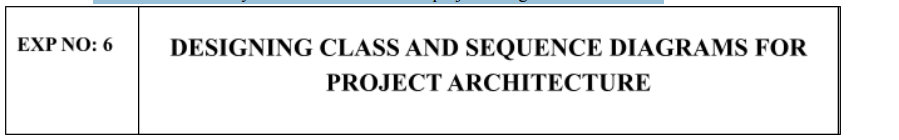 EXP NO: 6
DESIGNING CLASS AND SEQUENCE DIAGRAMS FOR
PROJECT ARCHITECTURE